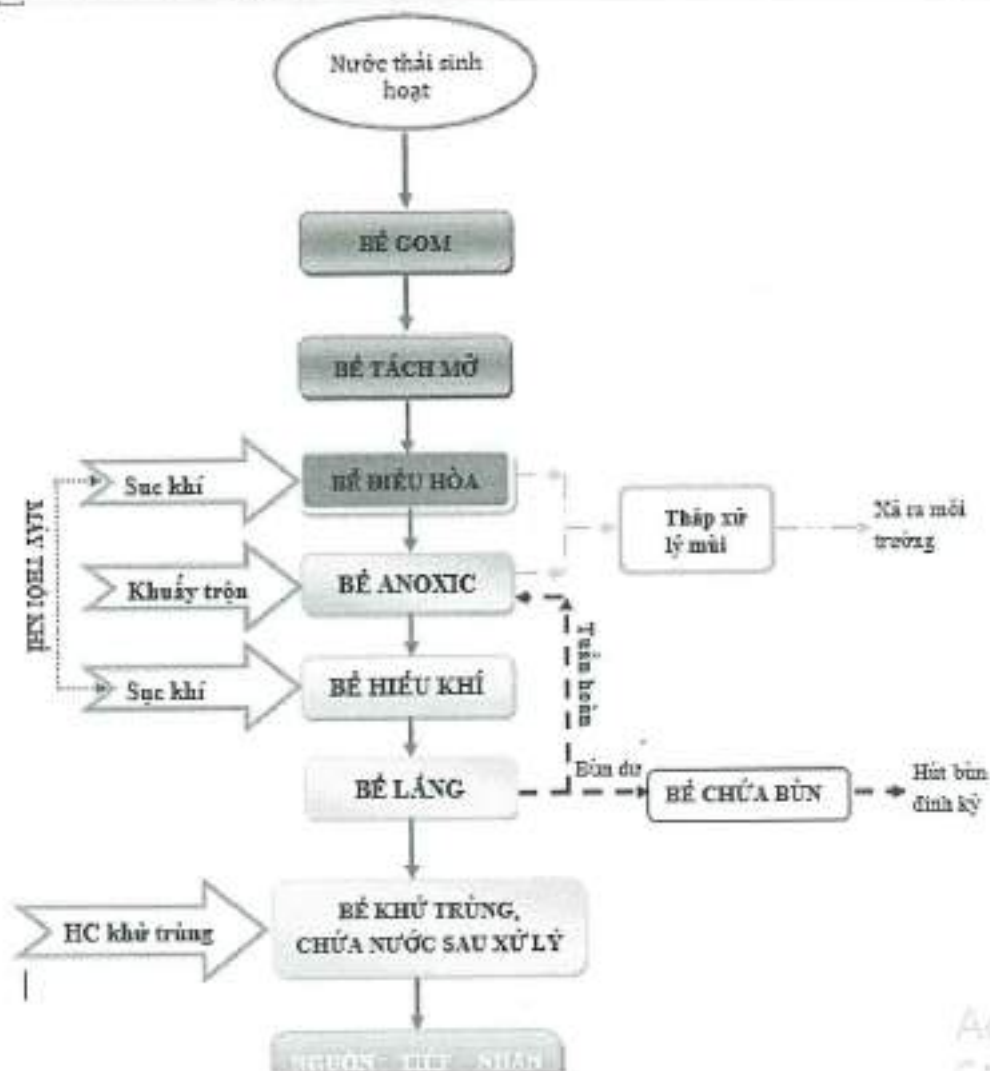 Nước thải sinh
hoạt
BỂ GOM
BỂ TÁCH MỠ
Sục khí
BỂ ĐIỀU HÒA
Tháp xử
lý mùi
Xả ra môi
trường
MÁY THỔI KHÍ
Khuấy trộn
BỂ ANOXIC
Tuần hoàn
Sục khí
BỂ HIẾU KHÍ
BỂ LẮNG
Bùn dư
BỂ CHỨA BÙN
Hút bùn
định kỳ
HC khử trùng
BỂ KHỬ TRÙNG,
CHỨA NƯỚC SAU XỬ LÝ
NGUỒN TIẾP NHẬN